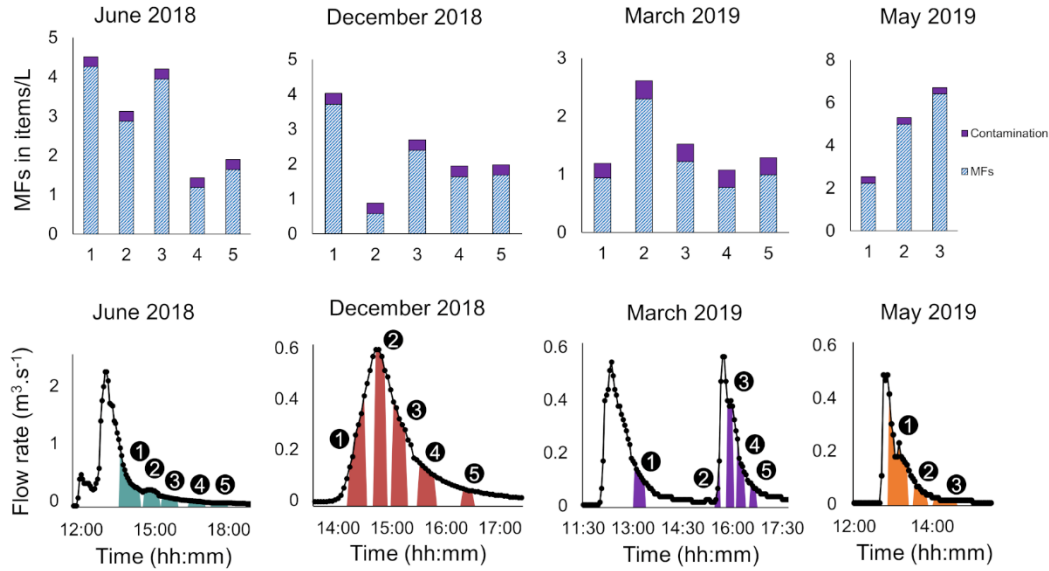 June 2018
December 2018
March 2019
May 2019
MFs in items/L
5
4
3
2
1
0
1 2 3 4 5
5
4
3
2
1
0
1 2 3 4 5
3
2
1
0
1 2 3 4 5
8
6
4
2
0
1 2 3
Contamination
MFs
June 2018
December 2018
March 2019
May 2019
Flow rate (m³.s⁻¹)
2
1
0
1 2 3 4 5
12:00 15:00 18:00
Time (hh:mm)
0.6
0.4
0.2
0
1 2 3 4 5
14:00 15:00 16:00 17:00
Time (hh:mm)
0.6
0.4
0.2
0
1 2 3 4 5
11:30 13:00 14:30 16:00 17:30
Time (hh:mm)
0.6
0.4
0.2
0
1 2 3
12:00 14:00
Time (hh:mm)